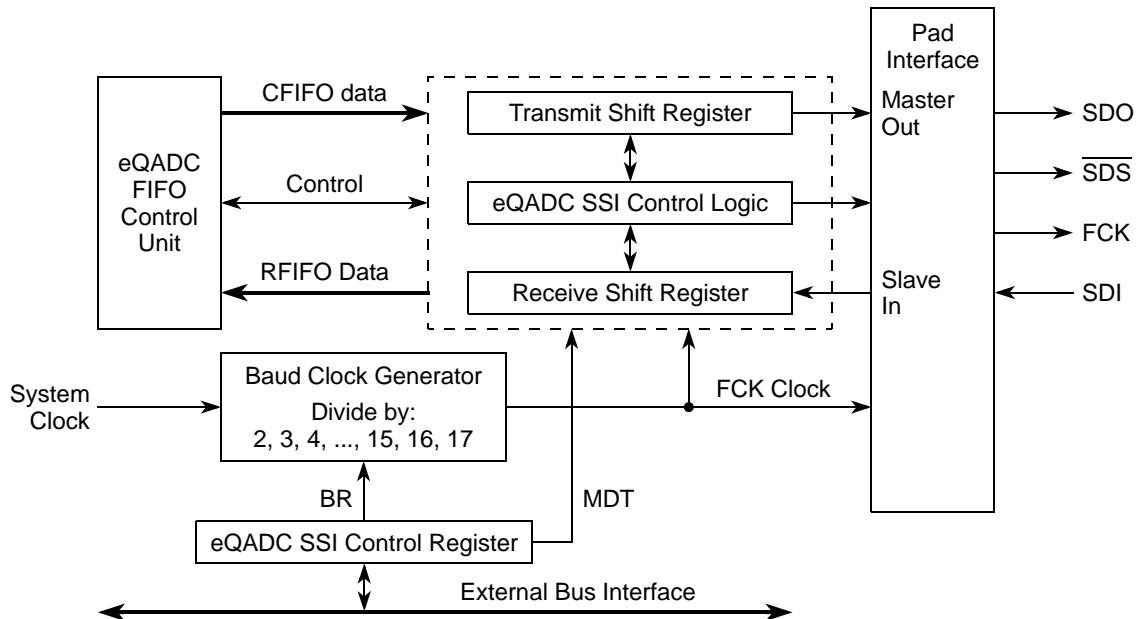 Pad
Interface
CFIFO data
Transmit Shift Register
Master
Out
SDO
eQADC
FIFO
Control
Unit
Control
eQADC SSI Control Logic
SDS
FCK
RFIFO Data
Receive Shift Register
Slave
In
SDI
System
Clock
Baud Clock Generator
Divide by:
2, 3, 4, ..., 15, 16, 17
FCK Clock
BR
MDT
eQADC SSI Control Register
External Bus Interface